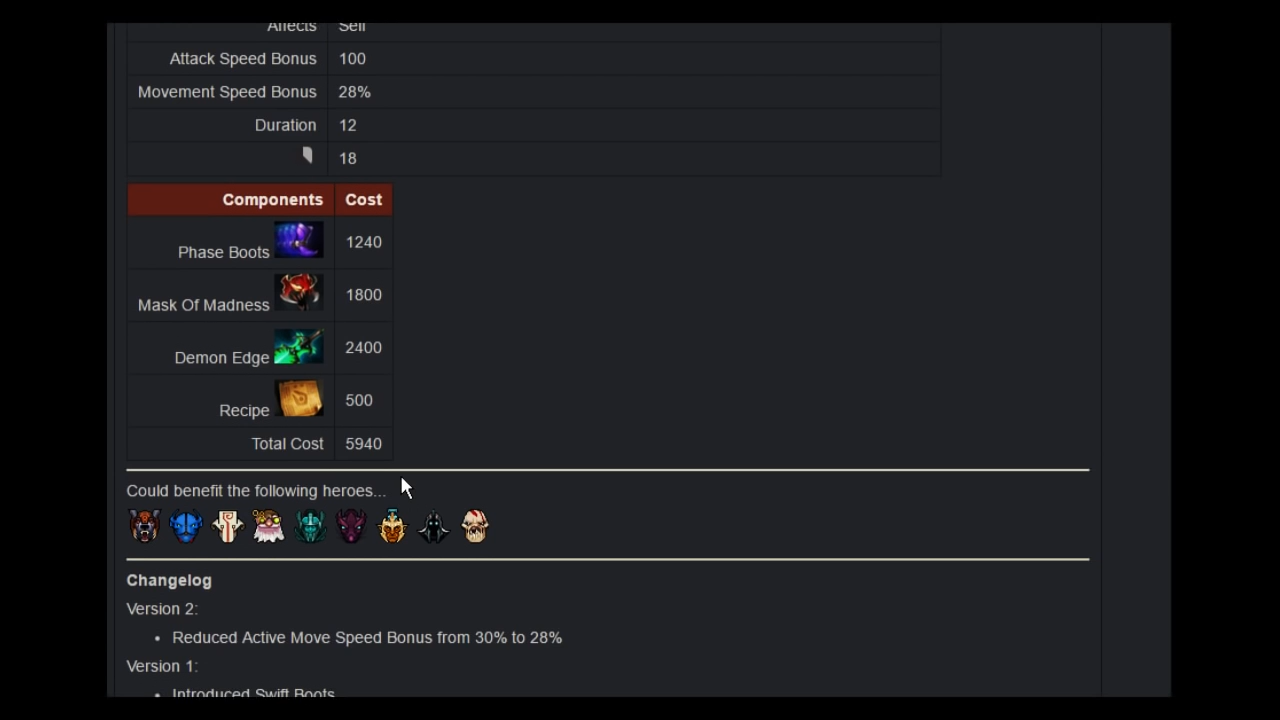 Affects Self
Attack Speed Bonus 100
Movement Speed Bonus 28%
Duration 12
18
Components Cost
Phase Boots 1240
Mask Of Madness 1800
Demon Edge 2400
Recipe 500
Total Cost 5940
Could benefit the following heroes...
Changelog
Version 2:
• Reduced Active Move Speed Bonus from 30% to 28%
Version 1:
• Introduced Swift Boots